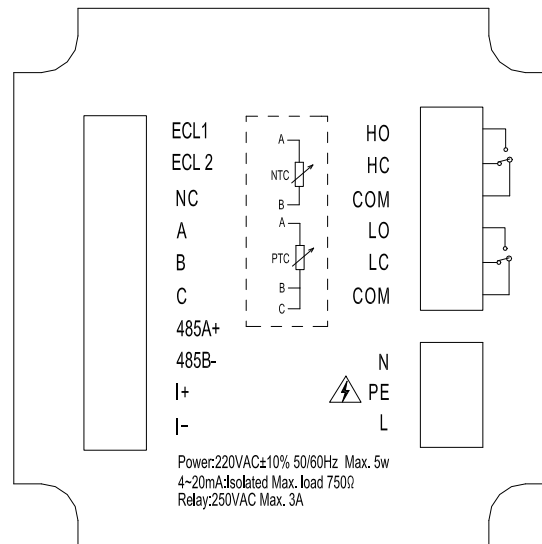 ECL1
ECL 2
NC
A
B
C
485A+
485B-
I+
I-
A
NTC
B
A
PTC
B
C
HO
HC
COM
LO
LC
COM
N
PE
L
Power:220VAC±10% 50/60Hz Max. 5w
4~20mA:Isolated Max. load 750Ω
Relay:250VAC Max. 3A